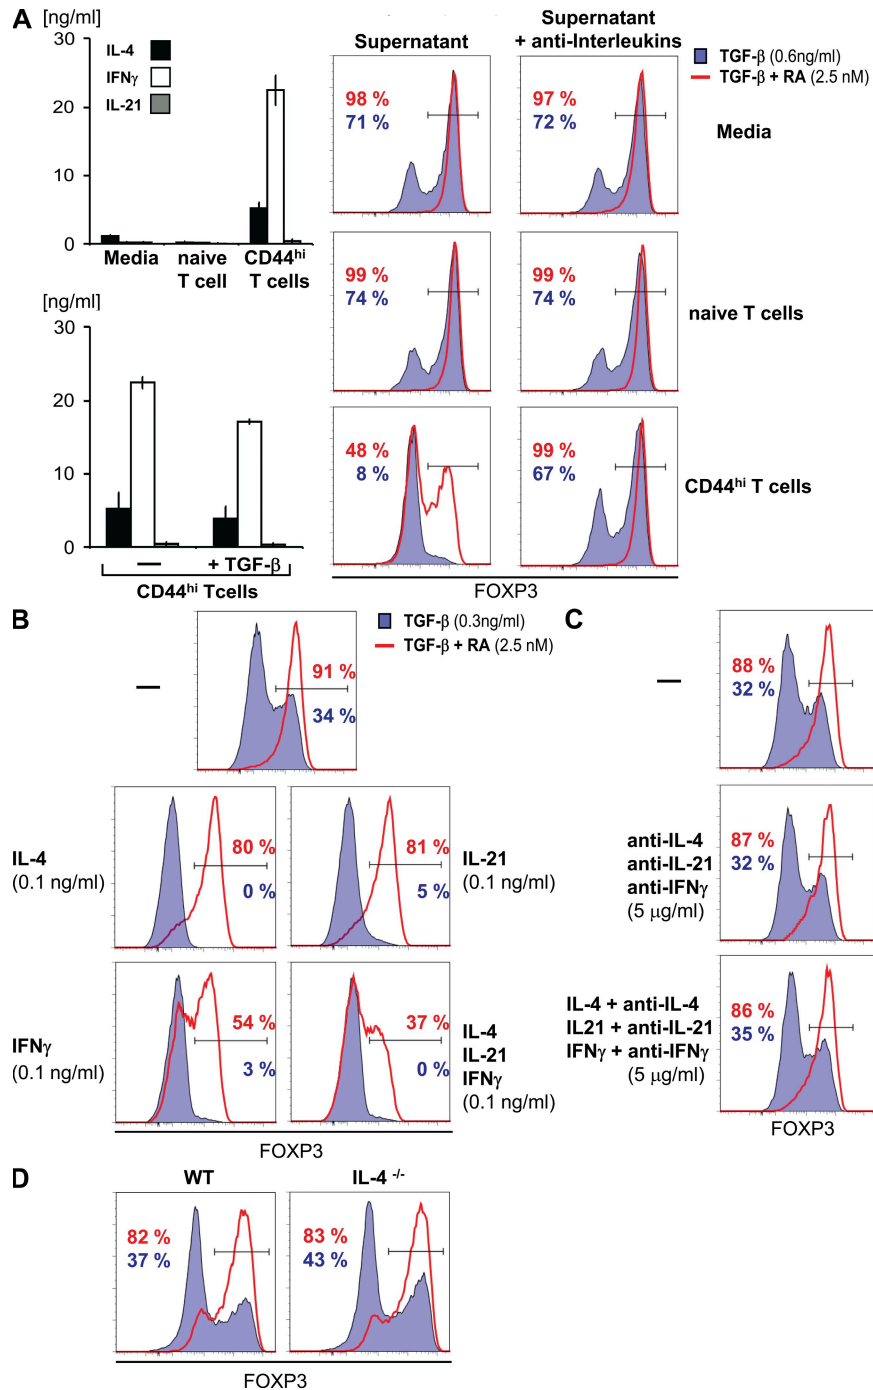 A
[ng/ml]
30
20
10
0
IL-4
IFNγ
IL-21
Media
naive
T cell
CD44hi
T cells
[ng/ml]
30
20
10
0
—
+ TGF-β
CD44hi Tcells
Supernatant
Supernatant
+ anti-Interleukins
TGF-β (0.6ng/ml)
TGF-β + RA (2.5 nM)
98 %
71 %
97 %
72 %
Media
99 %
74 %
99 %
74 %
naive T cells
48 %
8 %
99 %
67 %
CD44hi T cells
FOXP3
B
TGF-β (0.3ng/ml)
TGF-β + RA (2.5 nM)
—
91 %
34 %
IL-4
(0.1 ng/ml)
80 %
0 %
81 %
5 %
IL-21
(0.1 ng/ml)
IFNγ
(0.1 ng/ml)
54 %
3 %
37 %
0 %
IL-4
IL-21
IFNγ
(0.1 ng/ml)
FOXP3
C
—
88 %
32 %
anti-IL-4
anti-IL-21
anti-IFNγ
(5 μg/ml)
87 %
32 %
IL-4 + anti-IL-4
IL21 + anti-IL-21
IFNγ + anti-IFNγ
(5 μg/ml)
86 %
35 %
FOXP3
D
WT
IL-4 -/-
82 %
37 %
83 %
43 %
FOXP3